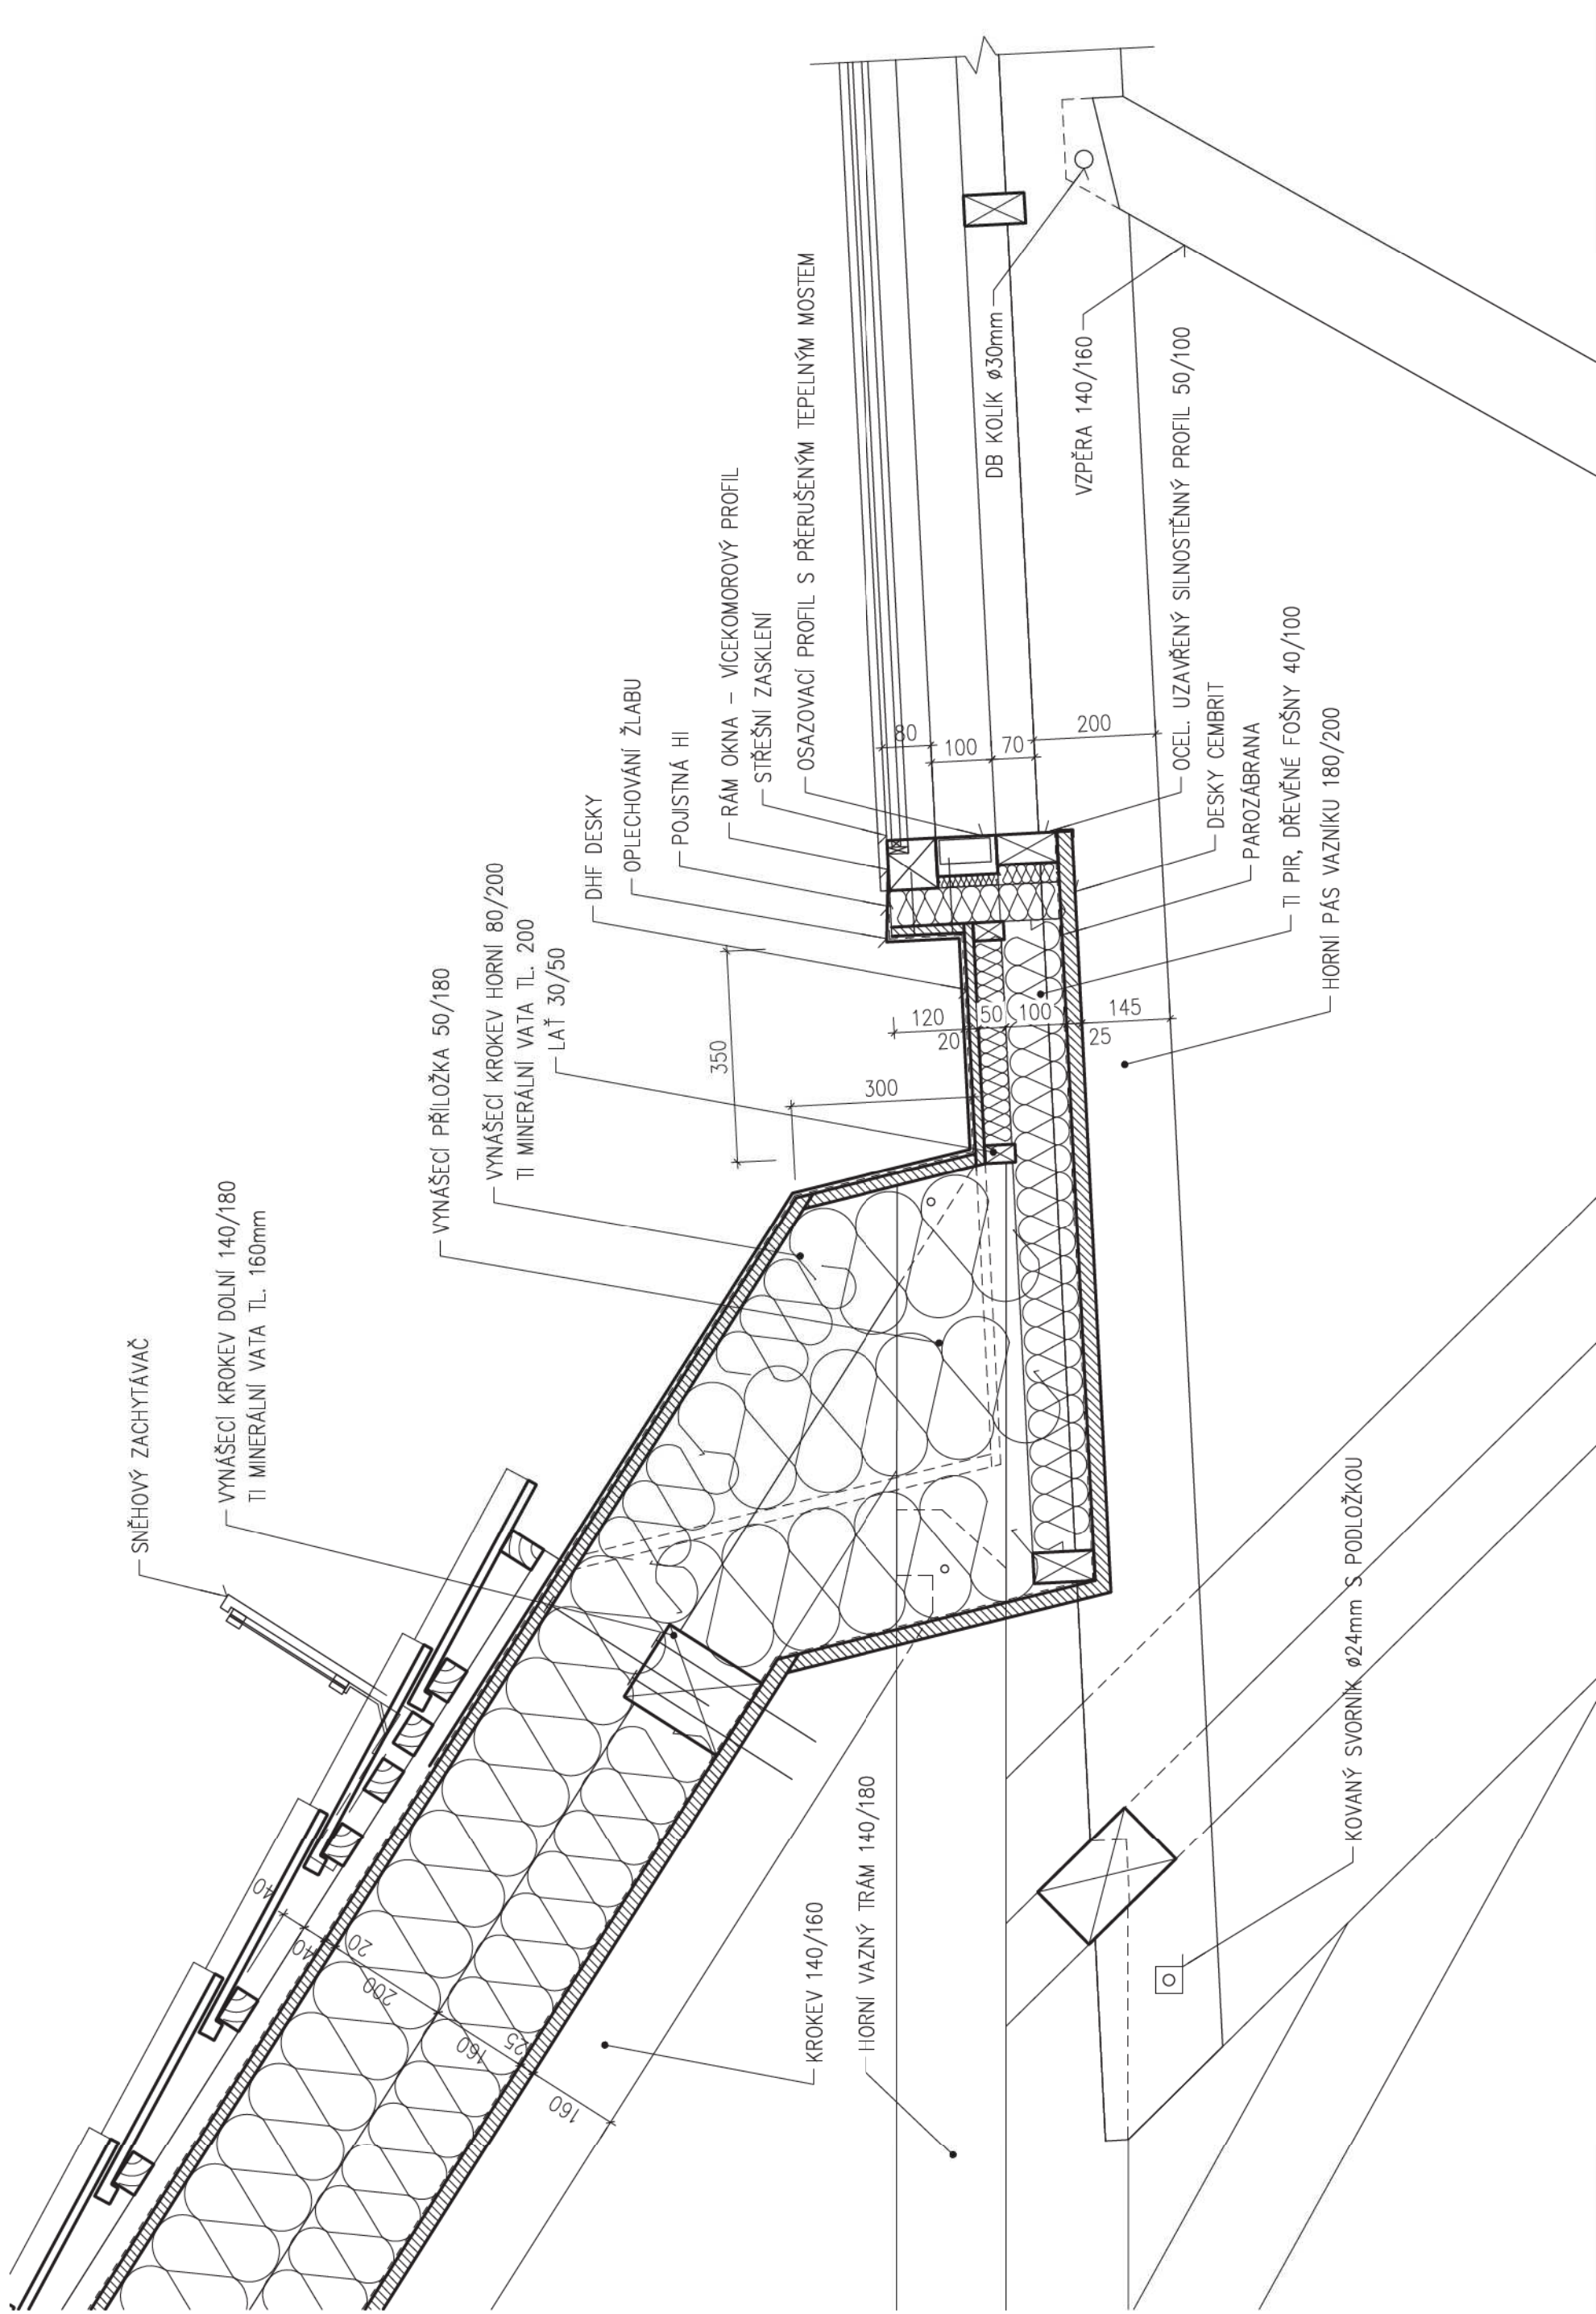 SNĚHOVÝ ZACHYTÁVAČ
VYNÁŠECÍ KROKEV DOLNÍ 140/180
TI MINERÁLNÍ VATA TL. 160mm
VYNÁŠECÍ PŘÍLOŽKA 50/180
VYNÁŠECÍ KROKEV HORNÍ 80/200
TI MINERÁLNÍ VATA TL. 200
LAŤ 30/50
DHF DESKY
OPLECHOVÁNÍ ŽLABU
POJISTNÁ HI
RÁM OKNA – VÍCEKOMOROVÝ PROFIL
STŘEŠNÍ ZASKLENÍ
OSAZOVACÍ PROFIL S PŘERUŠENÝM TEPELNÝM MOSTEM
DB KOLÍK ø30mm
VZPĚRA 140/160
OCEL. UZAVŘENÝ SILNOSTĚNNÝ PROFIL 50/100
DESKY CEMBRIT
PAROZÁBRANA
TI PIR, DŘEVĚNÉ FOŠNY 40/100
HORNÍ PÁS VAZNÍKU 180/200
KOVANÝ SVORNÍK ø24mm S PODLOŽKOU
KROKEV 140/160
HORNÍ VAZNÝ TRÁM 140/180
350
300
120
20
50
100
145
25
80
100
70
200
40
40
20
200
160
25
160